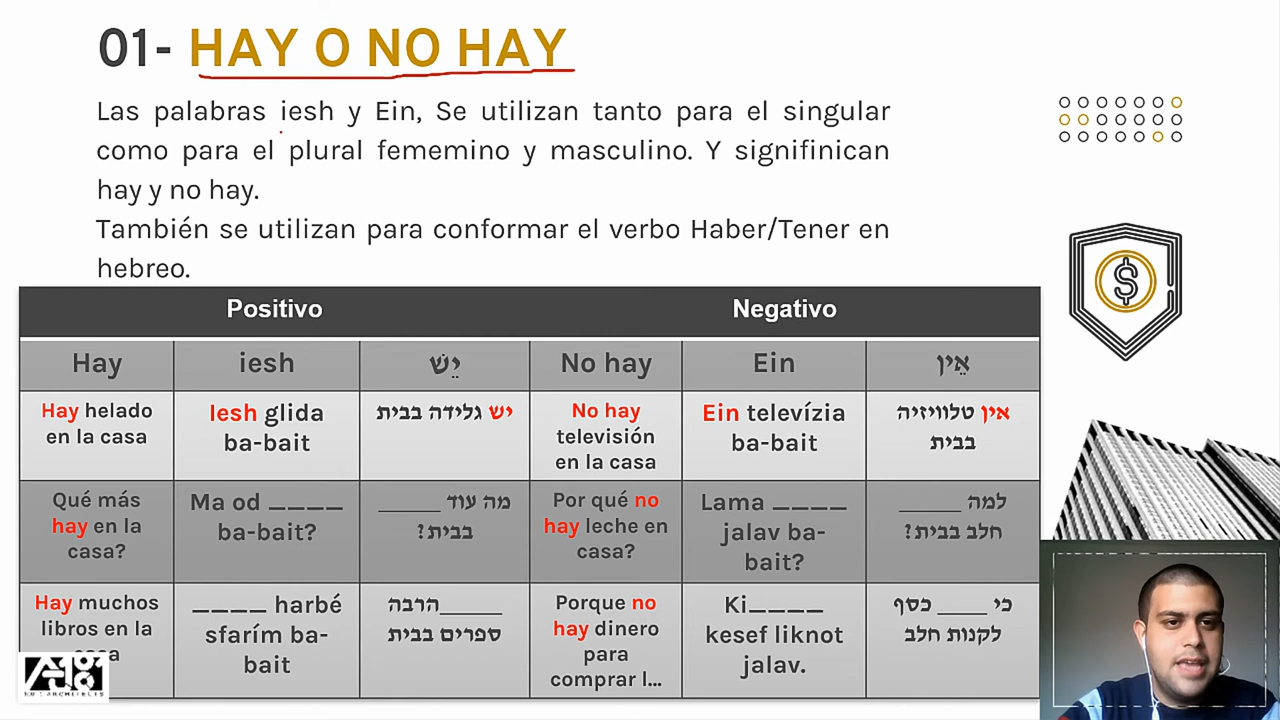 01- HAY O NO HAY
Las palabras iesh y Ein, Se utilizan tanto para el singular
como para el plural fememino y masculino. Y signifinican
hay y no hay.
También se utilizan para conformar el verbo Haber/Tener en
hebreo.
Positivo
Negativo
Hay
iesh
יֵשׁ
No hay
Ein
אֵין
Hay helado
en la casa
Iesh glida
ba-bait
יש גלידה בבית
No hay
televisión
en la casa
Ein televízia
ba-bait
אין טלוויזיה
בבית
Qué más
hay en la
casa?
Ma od ____
ba-bait?
מה עוד _____
בבית?
Por qué no
hay leche en
casa?
Lama ____
jalav ba-
bait?
למה _____
חלב בבית?
Hay muchos
libros en la
____ harbé
sfarím ba-
bait
_____הרבה
ספרים בבית
Porque no
hay dinero
para
comprar l...
Ki____
kesef liknot
jalav.
כי ____ כסף
לקנות חלב